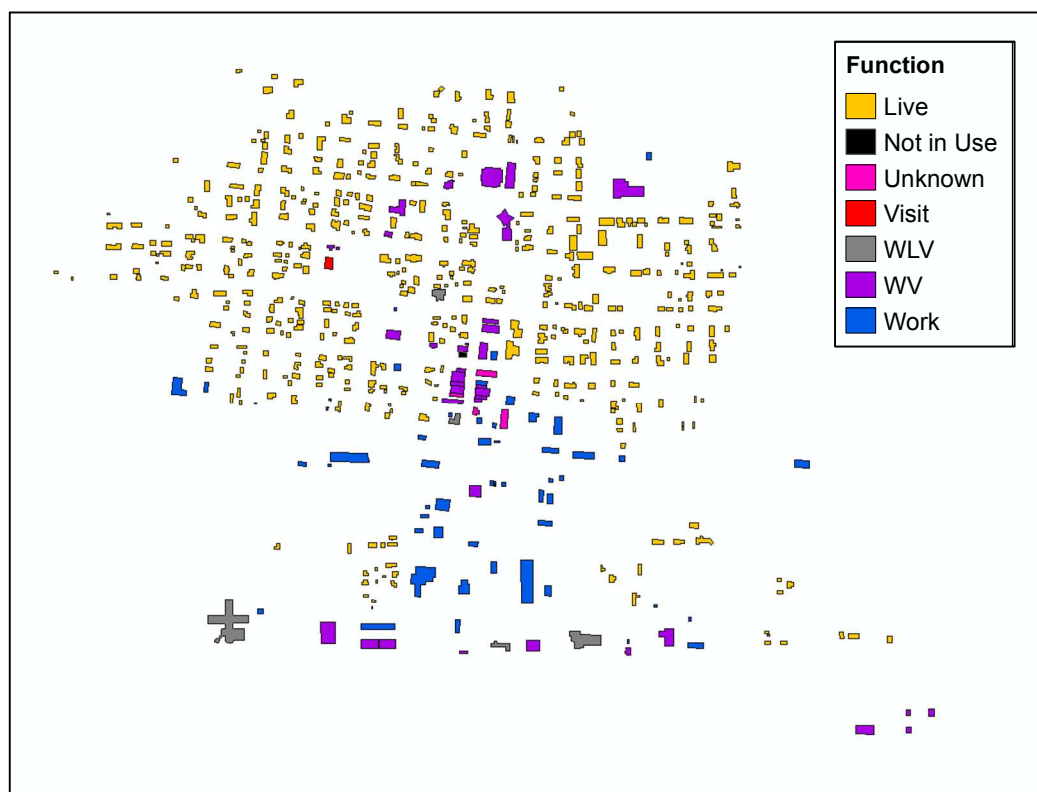 Function
Live
Not in Use
Unknown
Visit
WLV
WV
Work